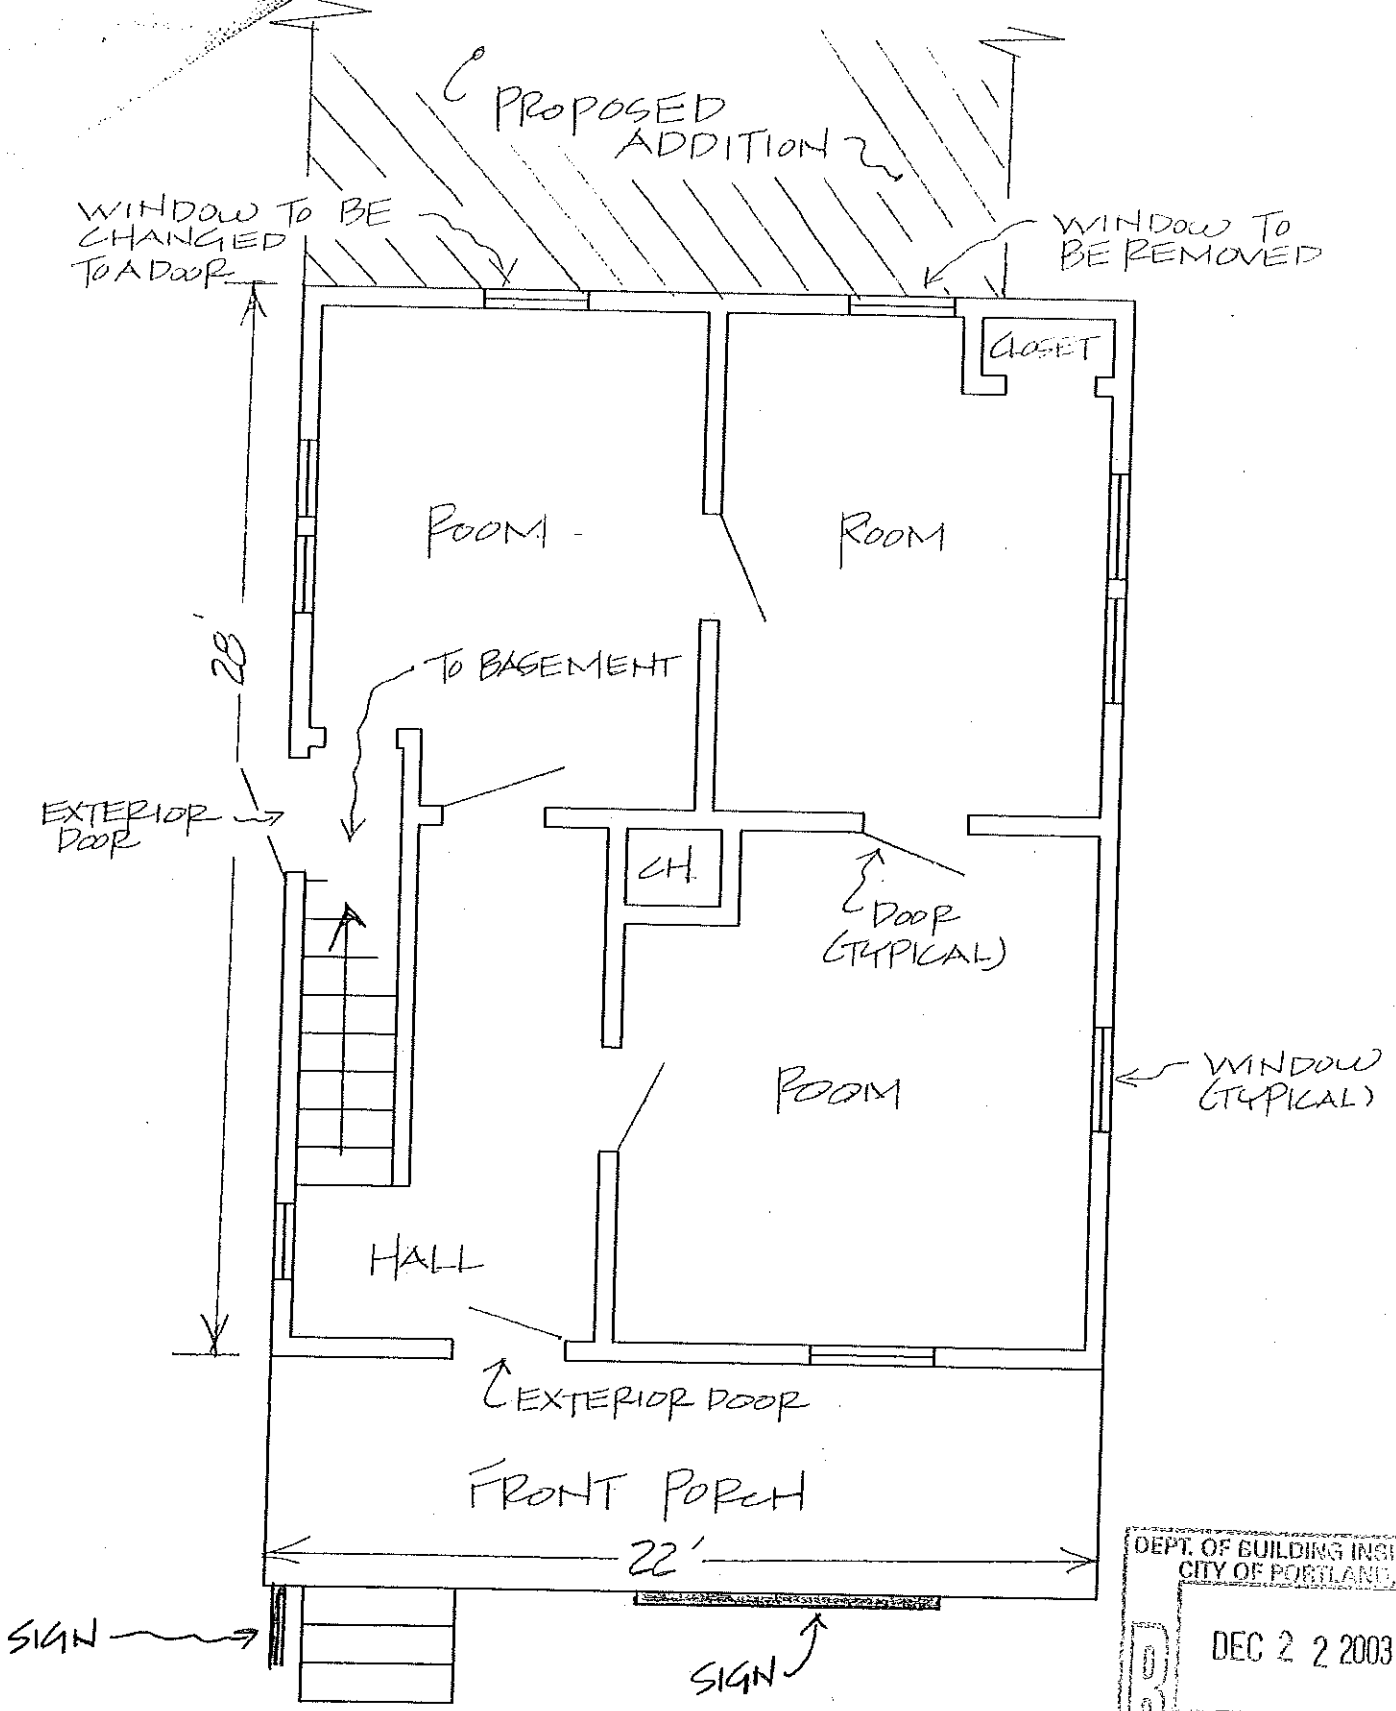 PROPOSED
ADDITION
WINDOW TO BE
CHANGED
TO A DOOR
WINDOW TO
BE REMOVED
CLOSET
ROOM
ROOM
28'
TO BASEMENT
EXTERIOR
DOOR
CH.
DOOR
(TYPICAL)
ROOM
WINDOW
(TYPICAL)
HALL
EXTERIOR DOOR
FRONT PORCH
22'
SIGN
SIGN
DEPT. OF BUILDING INS
CITY OF PORTLAND,
DEC 2 2 2003
R